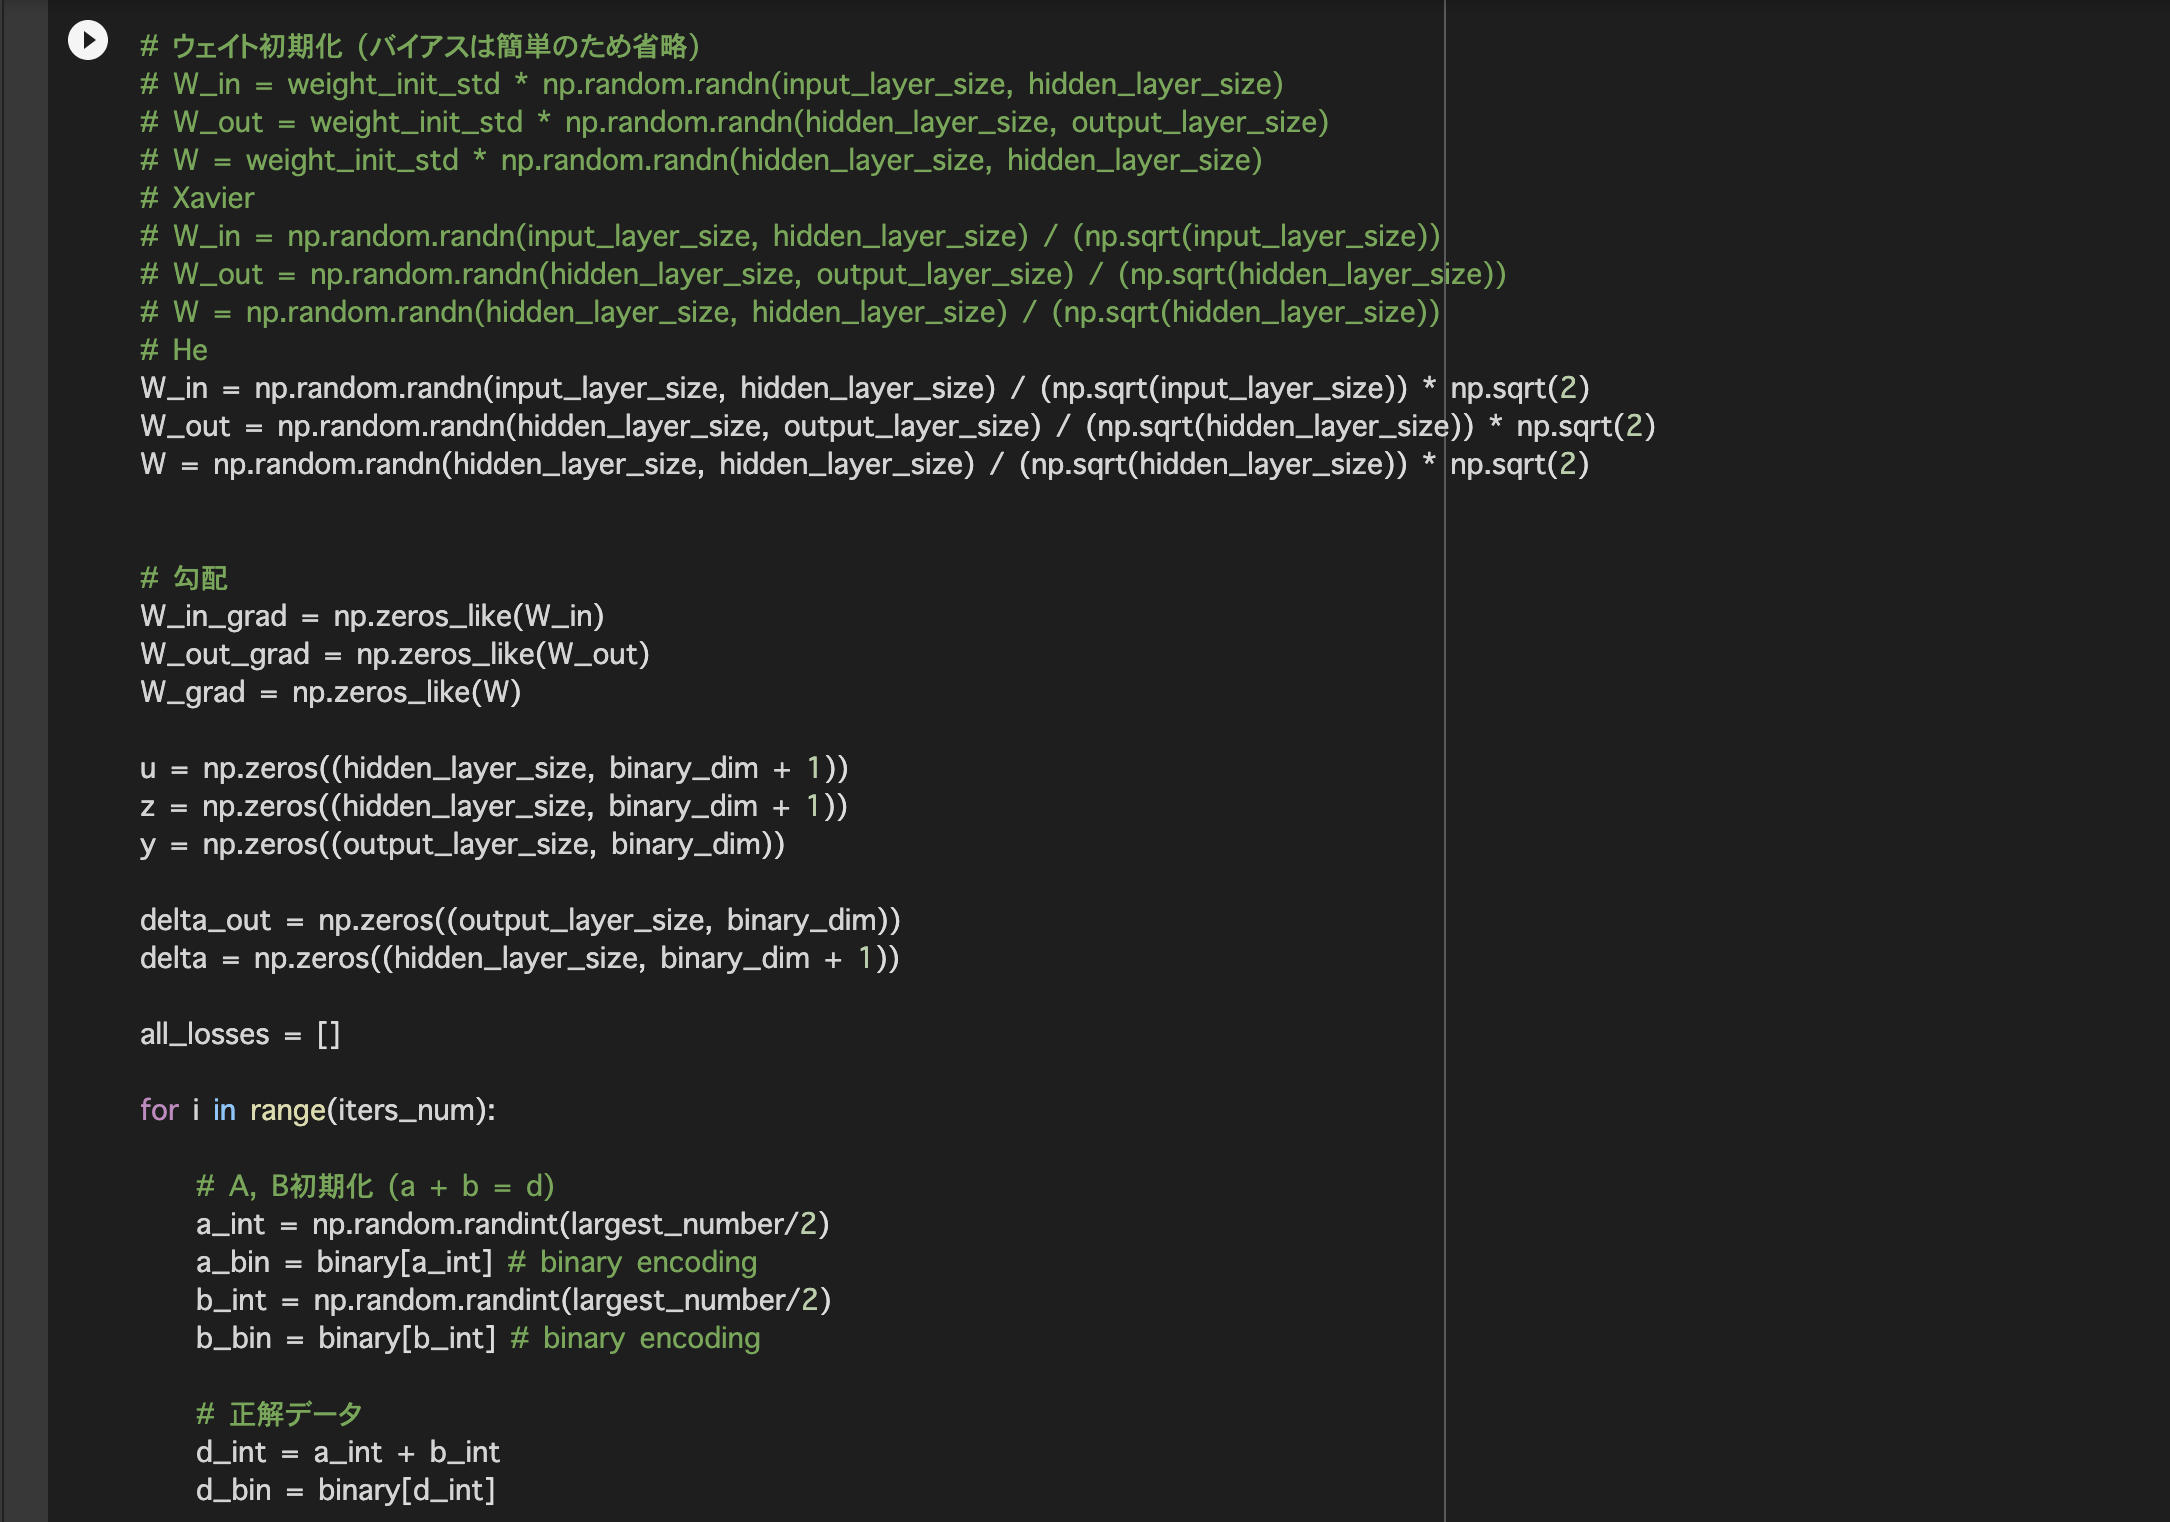 # ウェイト初期化 (バイアスは簡単のため省略)
# W_in = weight_init_std * np.random.randn(input_layer_size, hidden_layer_size)
# W_out = weight_init_std * np.random.randn(hidden_layer_size, output_layer_size)
# W = weight_init_std * np.random.randn(hidden_layer_size, hidden_layer_size)
# Xavier
# W_in = np.random.randn(input_layer_size, hidden_layer_size) / (np.sqrt(input_layer_size))
# W_out = np.random.randn(hidden_layer_size, output_layer_size) / (np.sqrt(hidden_layer_size))
# W = np.random.randn(hidden_layer_size, hidden_layer_size) / (np.sqrt(hidden_layer_size))
# He
W_in = np.random.randn(input_layer_size, hidden_layer_size) / (np.sqrt(input_layer_size)) * np.sqrt(2)
W_out = np.random.randn(hidden_layer_size, output_layer_size) / (np.sqrt(hidden_layer_size)) * np.sqrt(2)
W = np.random.randn(hidden_layer_size, hidden_layer_size) / (np.sqrt(hidden_layer_size)) * np.sqrt(2)
# 勾配
W_in_grad = np.zeros_like(W_in)
W_out_grad = np.zeros_like(W_out)
W_grad = np.zeros_like(W)
u = np.zeros((hidden_layer_size, binary_dim + 1))
z = np.zeros((hidden_layer_size, binary_dim + 1))
y = np.zeros((output_layer_size, binary_dim))
delta_out = np.zeros((output_layer_size, binary_dim))
delta = np.zeros((hidden_layer_size, binary_dim + 1))
all_losses = []
for i in range(iters_num):
# A, B初期化 (a + b = d)
a_int = np.random.randint(largest_number/2)
a_bin = binary[a_int] # binary encoding
b_int = np.random.randint(largest_number/2)
b_bin = binary[b_int] # binary encoding
# 正解データ
d_int = a_int + b_int
d_bin = binary[d_int]